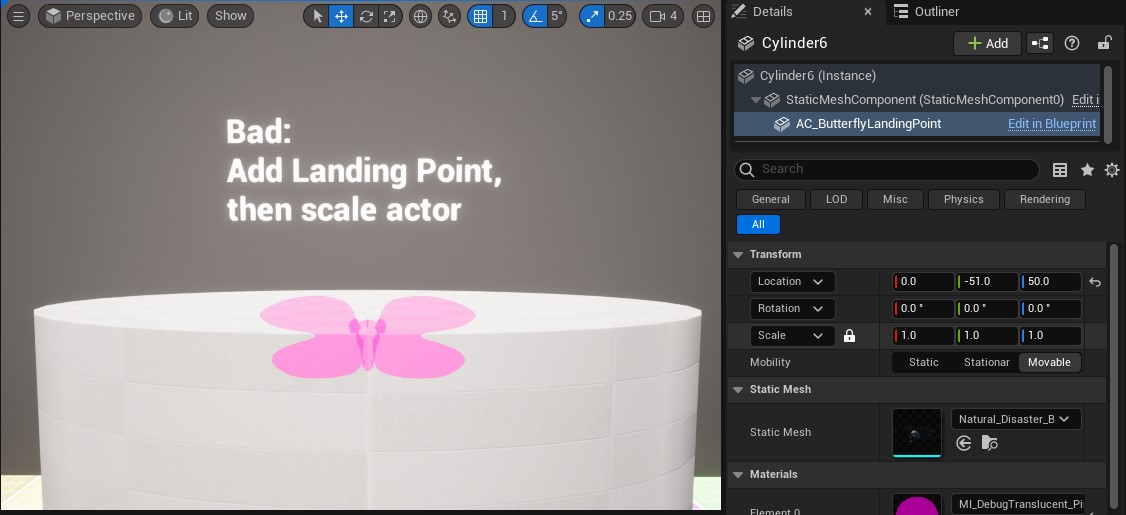 Perspective
Lit
Show
1
5°
0.25
4
Details
Outliner
Cylinder6
Add
Cylinder6 (Instance)
StaticMeshComponent (StaticMeshComponent0)
Edit i
AC_ButterflyLandingPoint
Edit in Blueprint
Search
General
LOD
Misc
Physics
Rendering
All
Transform
Location
0.0
-51.0
50.0
Rotation
0.0 °
0.0 °
0.0 °
Scale
1.0
1.0
1.0
Mobility
Static
Stationar
Movable
Static Mesh
Static Mesh
Natural_Disaster_B
Materials
Element 0
MI_DebugTranslucent_Pi
Bad:
Add Landing Point,
then scale actor